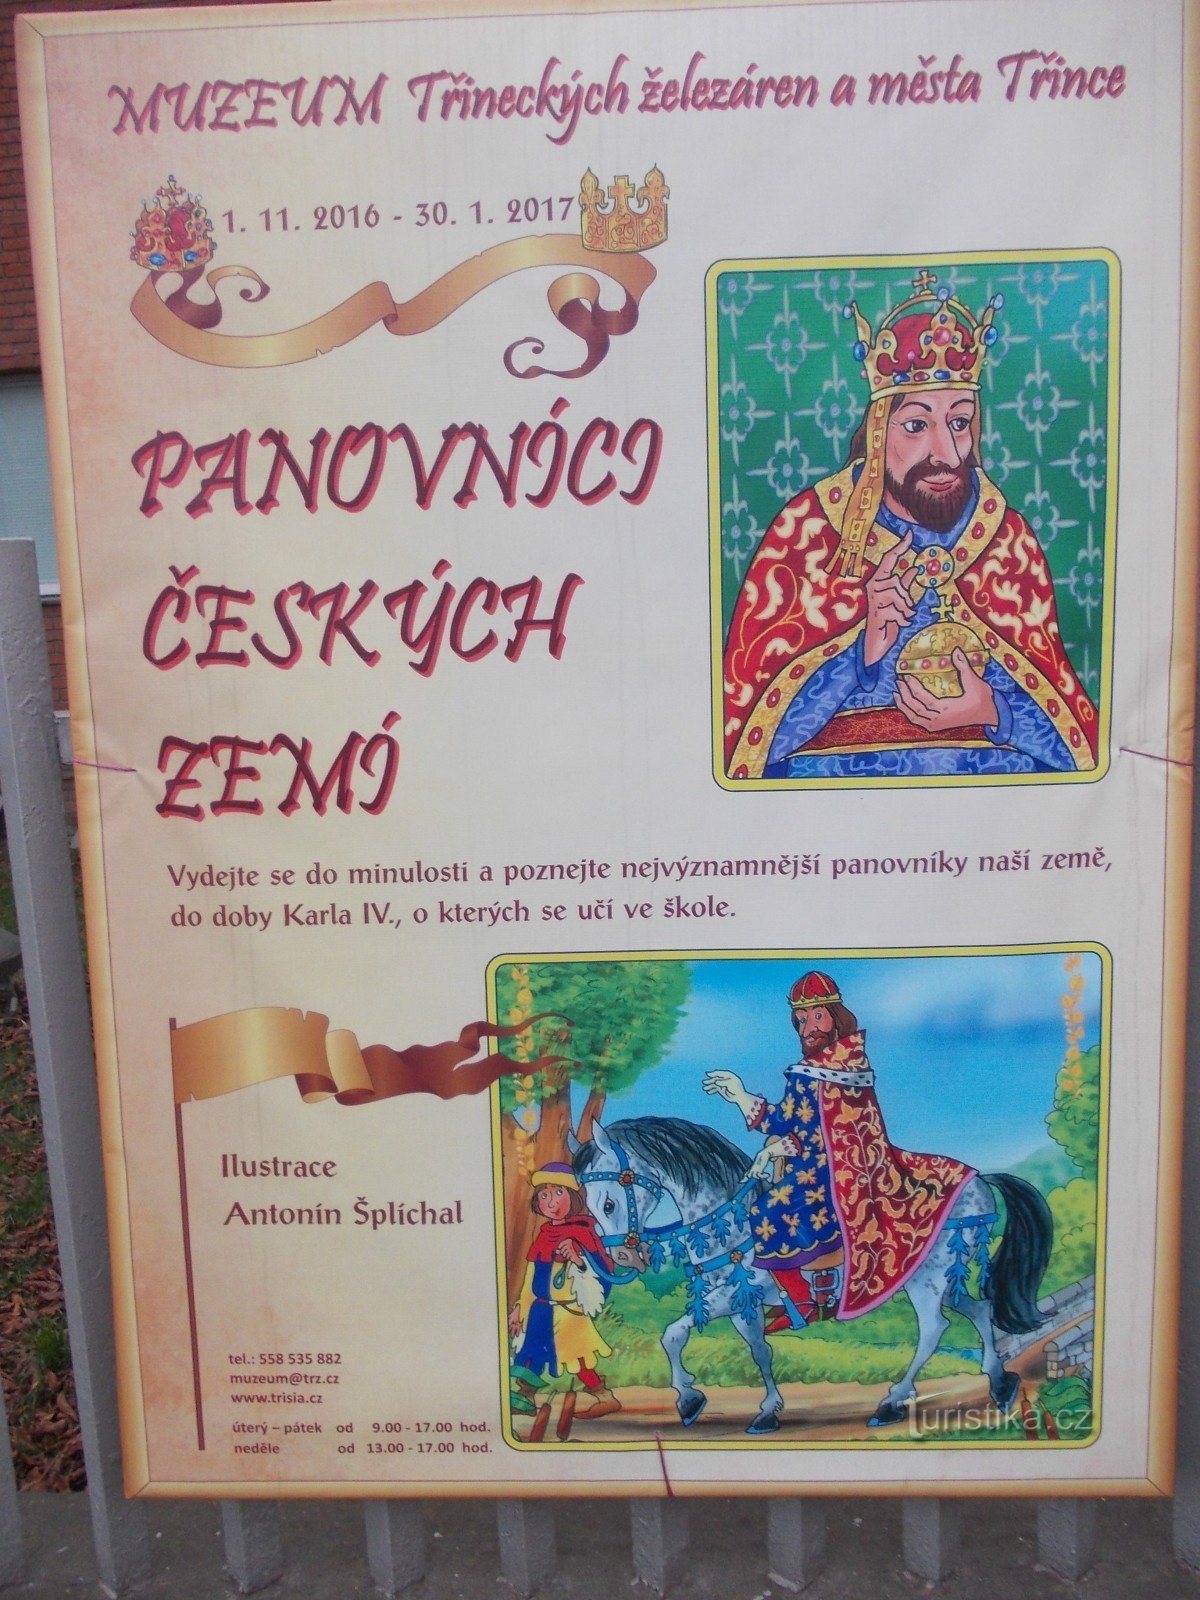 MUZEUM Třineckých železáren a města Třince
1. 11. 2016 - 30. 1. 2017
PANOVNÍCI
ČESKÝCH
ZEMÍ
Vydejte se do minulosti a poznejte nejvýznamnější panovníky naší země,
do doby Karla IV., o kterých se učí ve škole.
Ilustrace
Antonín Šplíchal
tel.: 558 535 882
muzeum@trz.cz
www.trisia.cz
úterý – pátek od 9.00 - 17.00 hod.
neděle od 13.00 - 17.00 hod.
Turistika.cz